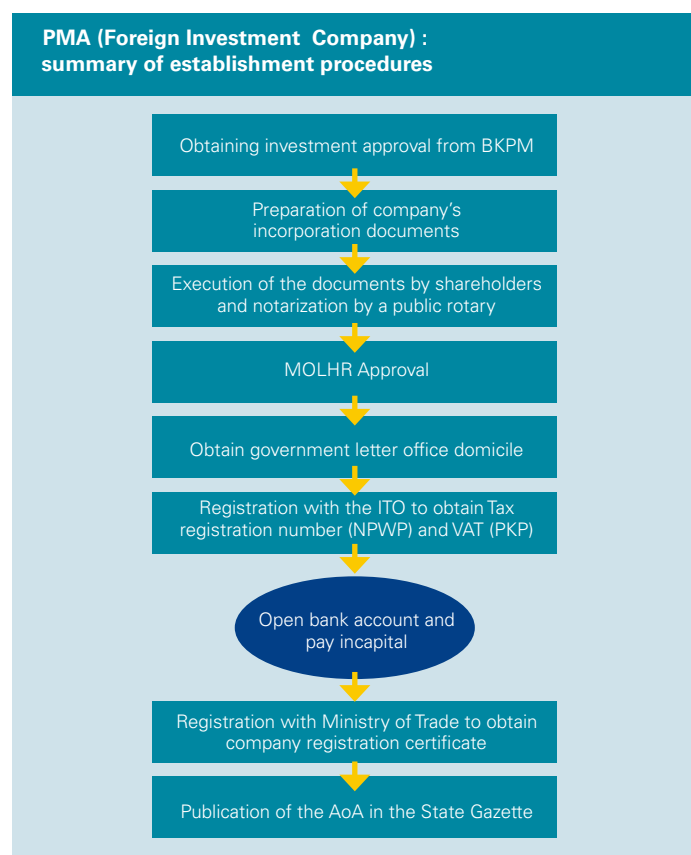 PMA (Foreign Investment Company) :
summary of establishment procedures
Obtaining investment approval from BKPM
Preparation of company's
incorporation documents
Execution of the documents by shareholders
and notarization by a public rotary
MOLHR Approval
Obtain government letter office domicile
Registration with the ITO to obtain Tax
registration number (NPWP) and VAT (PKP)
Open bank account and
pay incapital
Registration with Ministry of Trade to obtain
company registration certificate
Publication of the AoA in the State Gazette